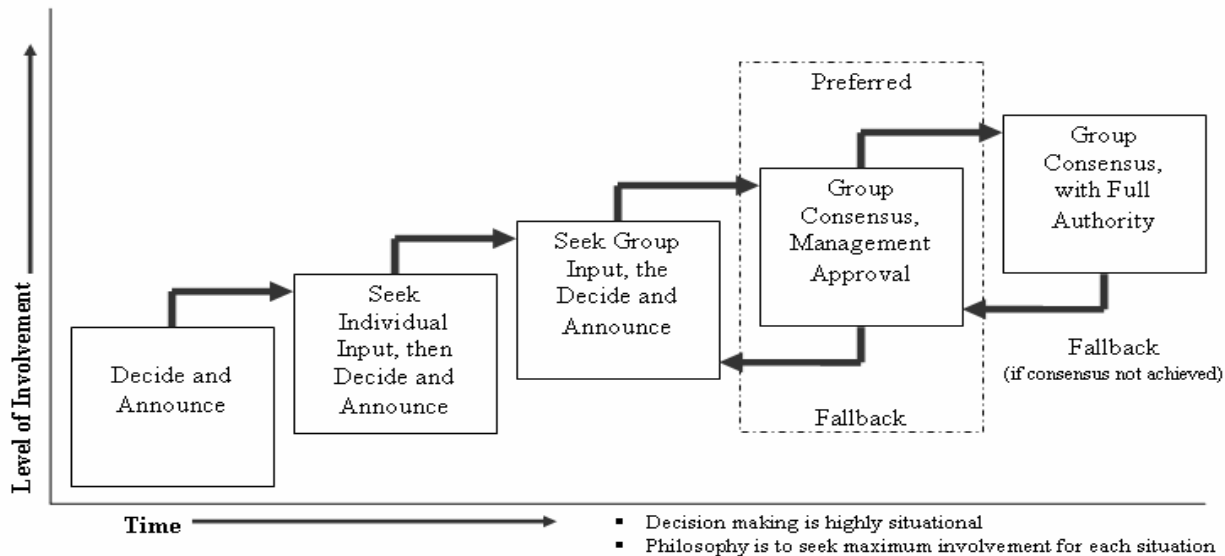 Level of Involvement
Decide and
Announce
Seek
Individual
Input, then
Decide and
Announce
Seek Group
Input, the
Decide and
Announce
Preferred
Group
Consensus,
Management
Approval
Fallback
Group
Consensus,
with Full
Authority
Fallback
(if consensus not achieved)
Time
▪ Decision making is highly situational
▪ Philosophy is to seek maximum involvement for each situation